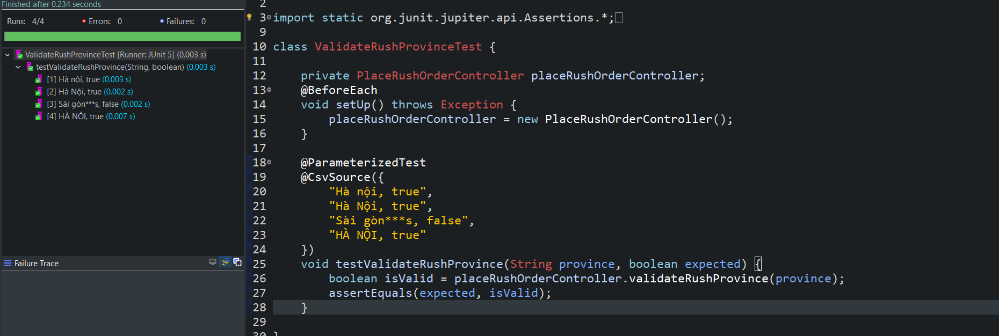 Finished after 0.234 seconds
Runs: 4/4 Errors: 0 Failures: 0
ValidateRushProvinceTest [Runner: JUnit 5] (0.003 s)
testValidateRushProvince(String, boolean) (0.003 s)
[1] Hà nội, true (0.003 s)
[2] Hà Nội, true (0.002 s)
[3] Sài gòn***s, false (0.002 s)
[4] HÀ NỘI, true (0.007 s)
Failure Trace
2
3 import static org.junit.jupiter.api.Assertions.*;
9
10 class ValidateRushProvinceTest {
11
12 private PlaceRushOrderController placeRushOrderController;
13 @BeforeEach
14 void setUp() throws Exception {
15 placeRushOrderController = new PlaceRushOrderController();
16 }
17
18 @ParameterizedTest
19 @CsvSource({
20 "Hà nội, true",
21 "Hà Nội, true",
22 "Sài gòn***s, false",
23 "HÀ NỘI, true"
24 })
25 void testValidateRushProvince(String province, boolean expected) {
26 boolean isValid = placeRushOrderController.validateRushProvince(province);
27 assertEquals(expected, isValid);
28 }
29
30 }